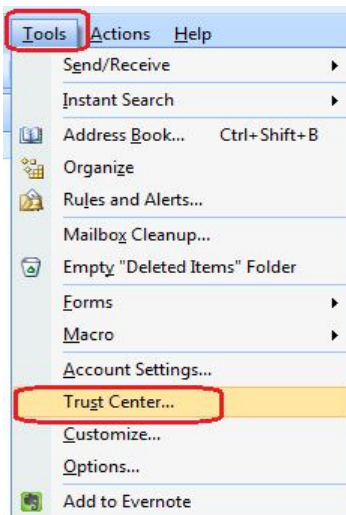 Tools Actions Help
Send/Receive
Instant Search
Address Book... Ctrl+Shift+B
Organize
Rules and Alerts...
Mailbox Cleanup...
Empty "Deleted Items" Folder
Forms
Macro
Account Settings...
Trust Center...
Customize...
Options...
Add to Evernote